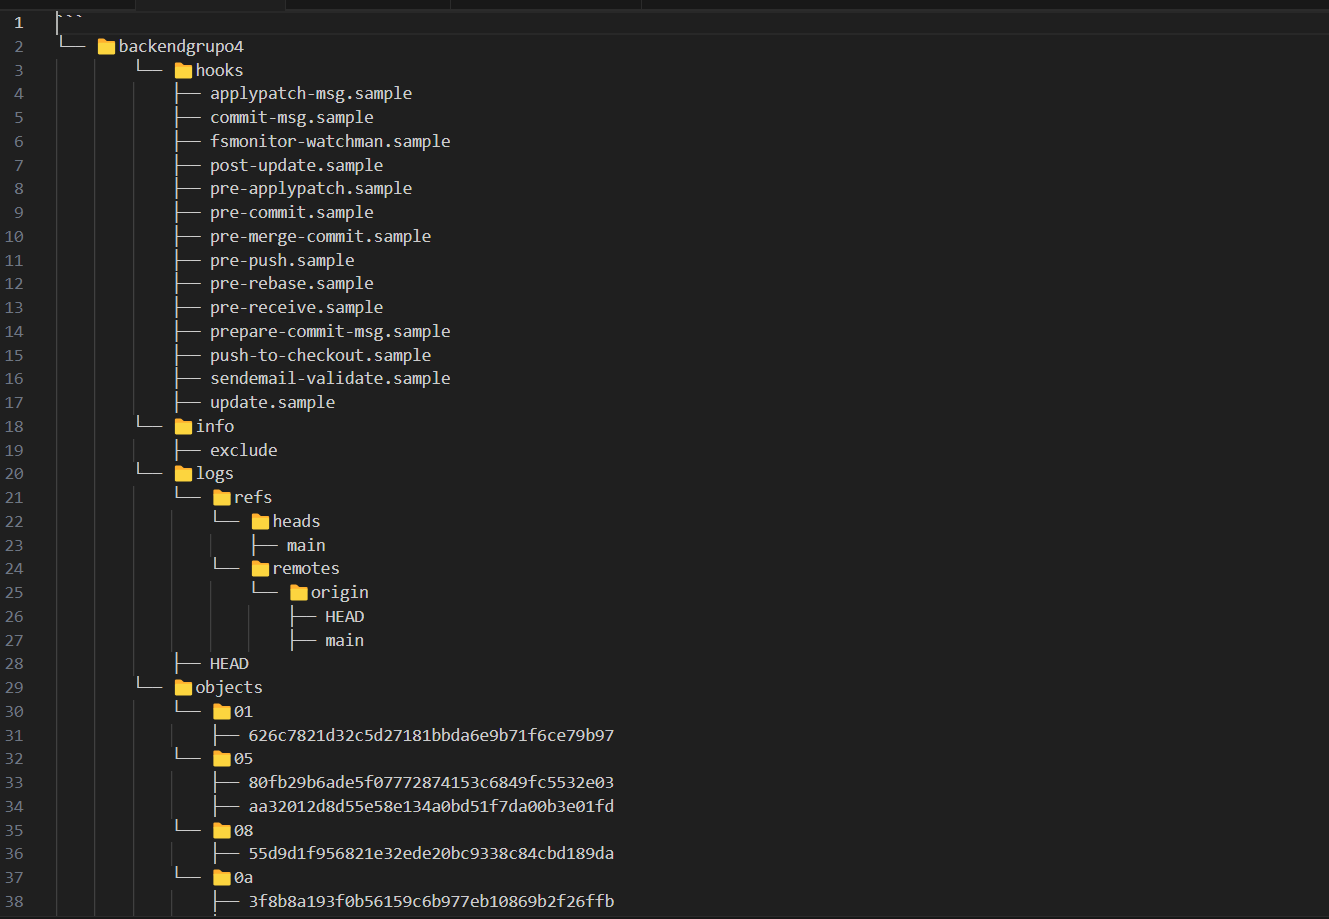 1 ```
2 └── 📁backendgrupo4
3 └── 📁hooks
4 ├── applypatch-msg.sample
5 ├── commit-msg.sample
6 ├── fsmonitor-watchman.sample
7 ├── post-update.sample
8 ├── pre-applypatch.sample
9 ├── pre-commit.sample
10 ├── pre-merge-commit.sample
11 ├── pre-push.sample
12 ├── pre-rebase.sample
13 ├── pre-receive.sample
14 ├── prepare-commit-msg.sample
15 ├── push-to-checkout.sample
16 ├── sendemail-validate.sample
17 ├── update.sample
18 └── 📁info
19 ├── exclude
20 └── 📁logs
21 └── 📁refs
22 └── 📁heads
23 ├── main
24 └── 📁remotes
25 └── 📁origin
26 ├── HEAD
27 ├── main
28 ├── HEAD
29 └── 📁objects
30 └── 📁01
31 ├── 626c7821d32c5d27181bbda6e9b71f6ce79b97
32 └── 📁05
33 ├── 80fb29b6ade5f07772874153c6849fc5532e03
34 ├── aa32012d8d55e58e134a0bd51f7da00b3e01fd
35 └── 📁08
36 ├── 55d9d1f956821e32ede20bc9338c84cbd189da
37 └── 📁0a
38 ├── 3f8b8a193f0b56159c6b977eb10869b2f26ffb